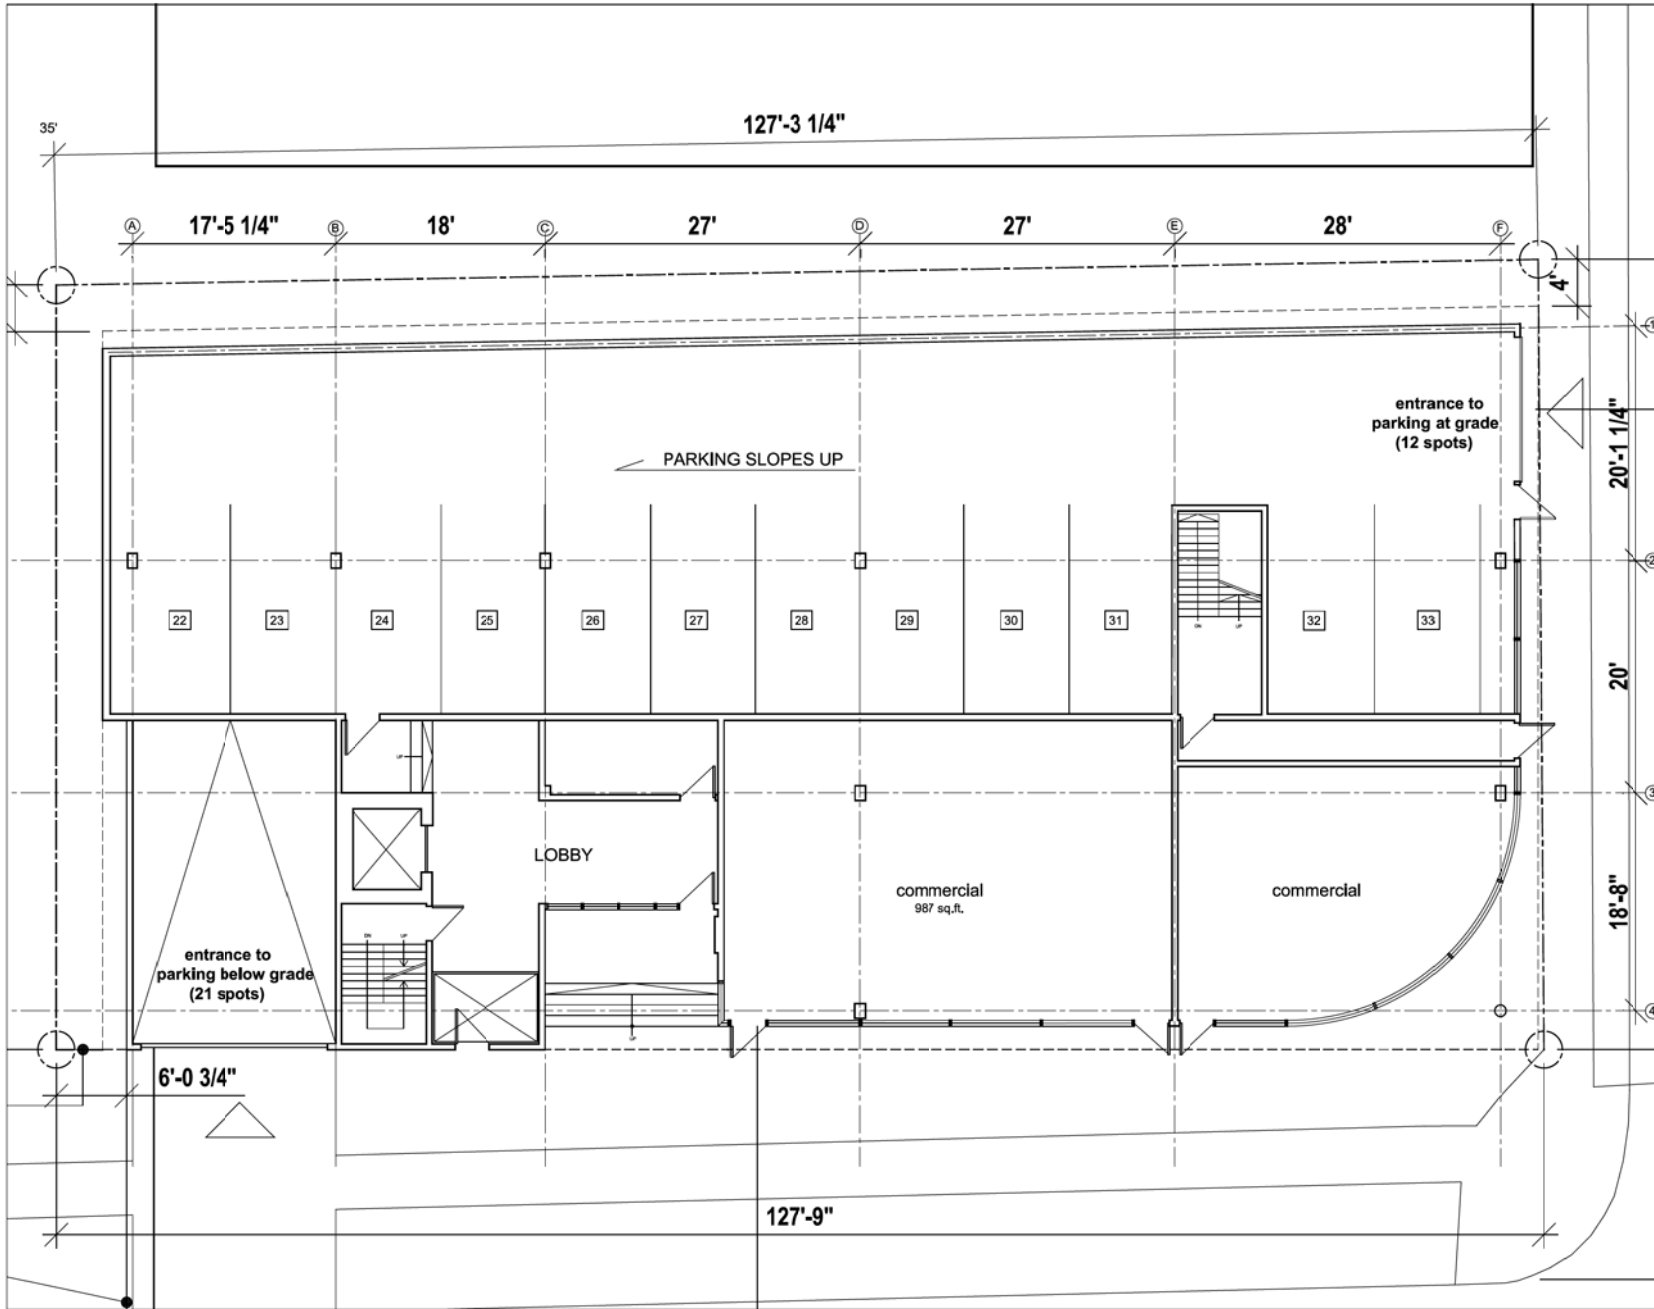 127'-3 1/4"
35'
17'-5 1/4"
18'
27'
27'
28'
A
B
C
D
E
F
4'
1
entrance to
parking at grade
(12 spots)
20'-1 1/4"
PARKING SLOPES UP
2
22
23
24
25
26
27
28
29
30
31
32
33
DN
UP
20'
UP
3
LOBBY
commercial
987 sq.ft.
commercial
18'-8"
DN
UP
entrance to
parking below grade
(21 spots)
4
UP
6'-0 3/4"
127'-9"